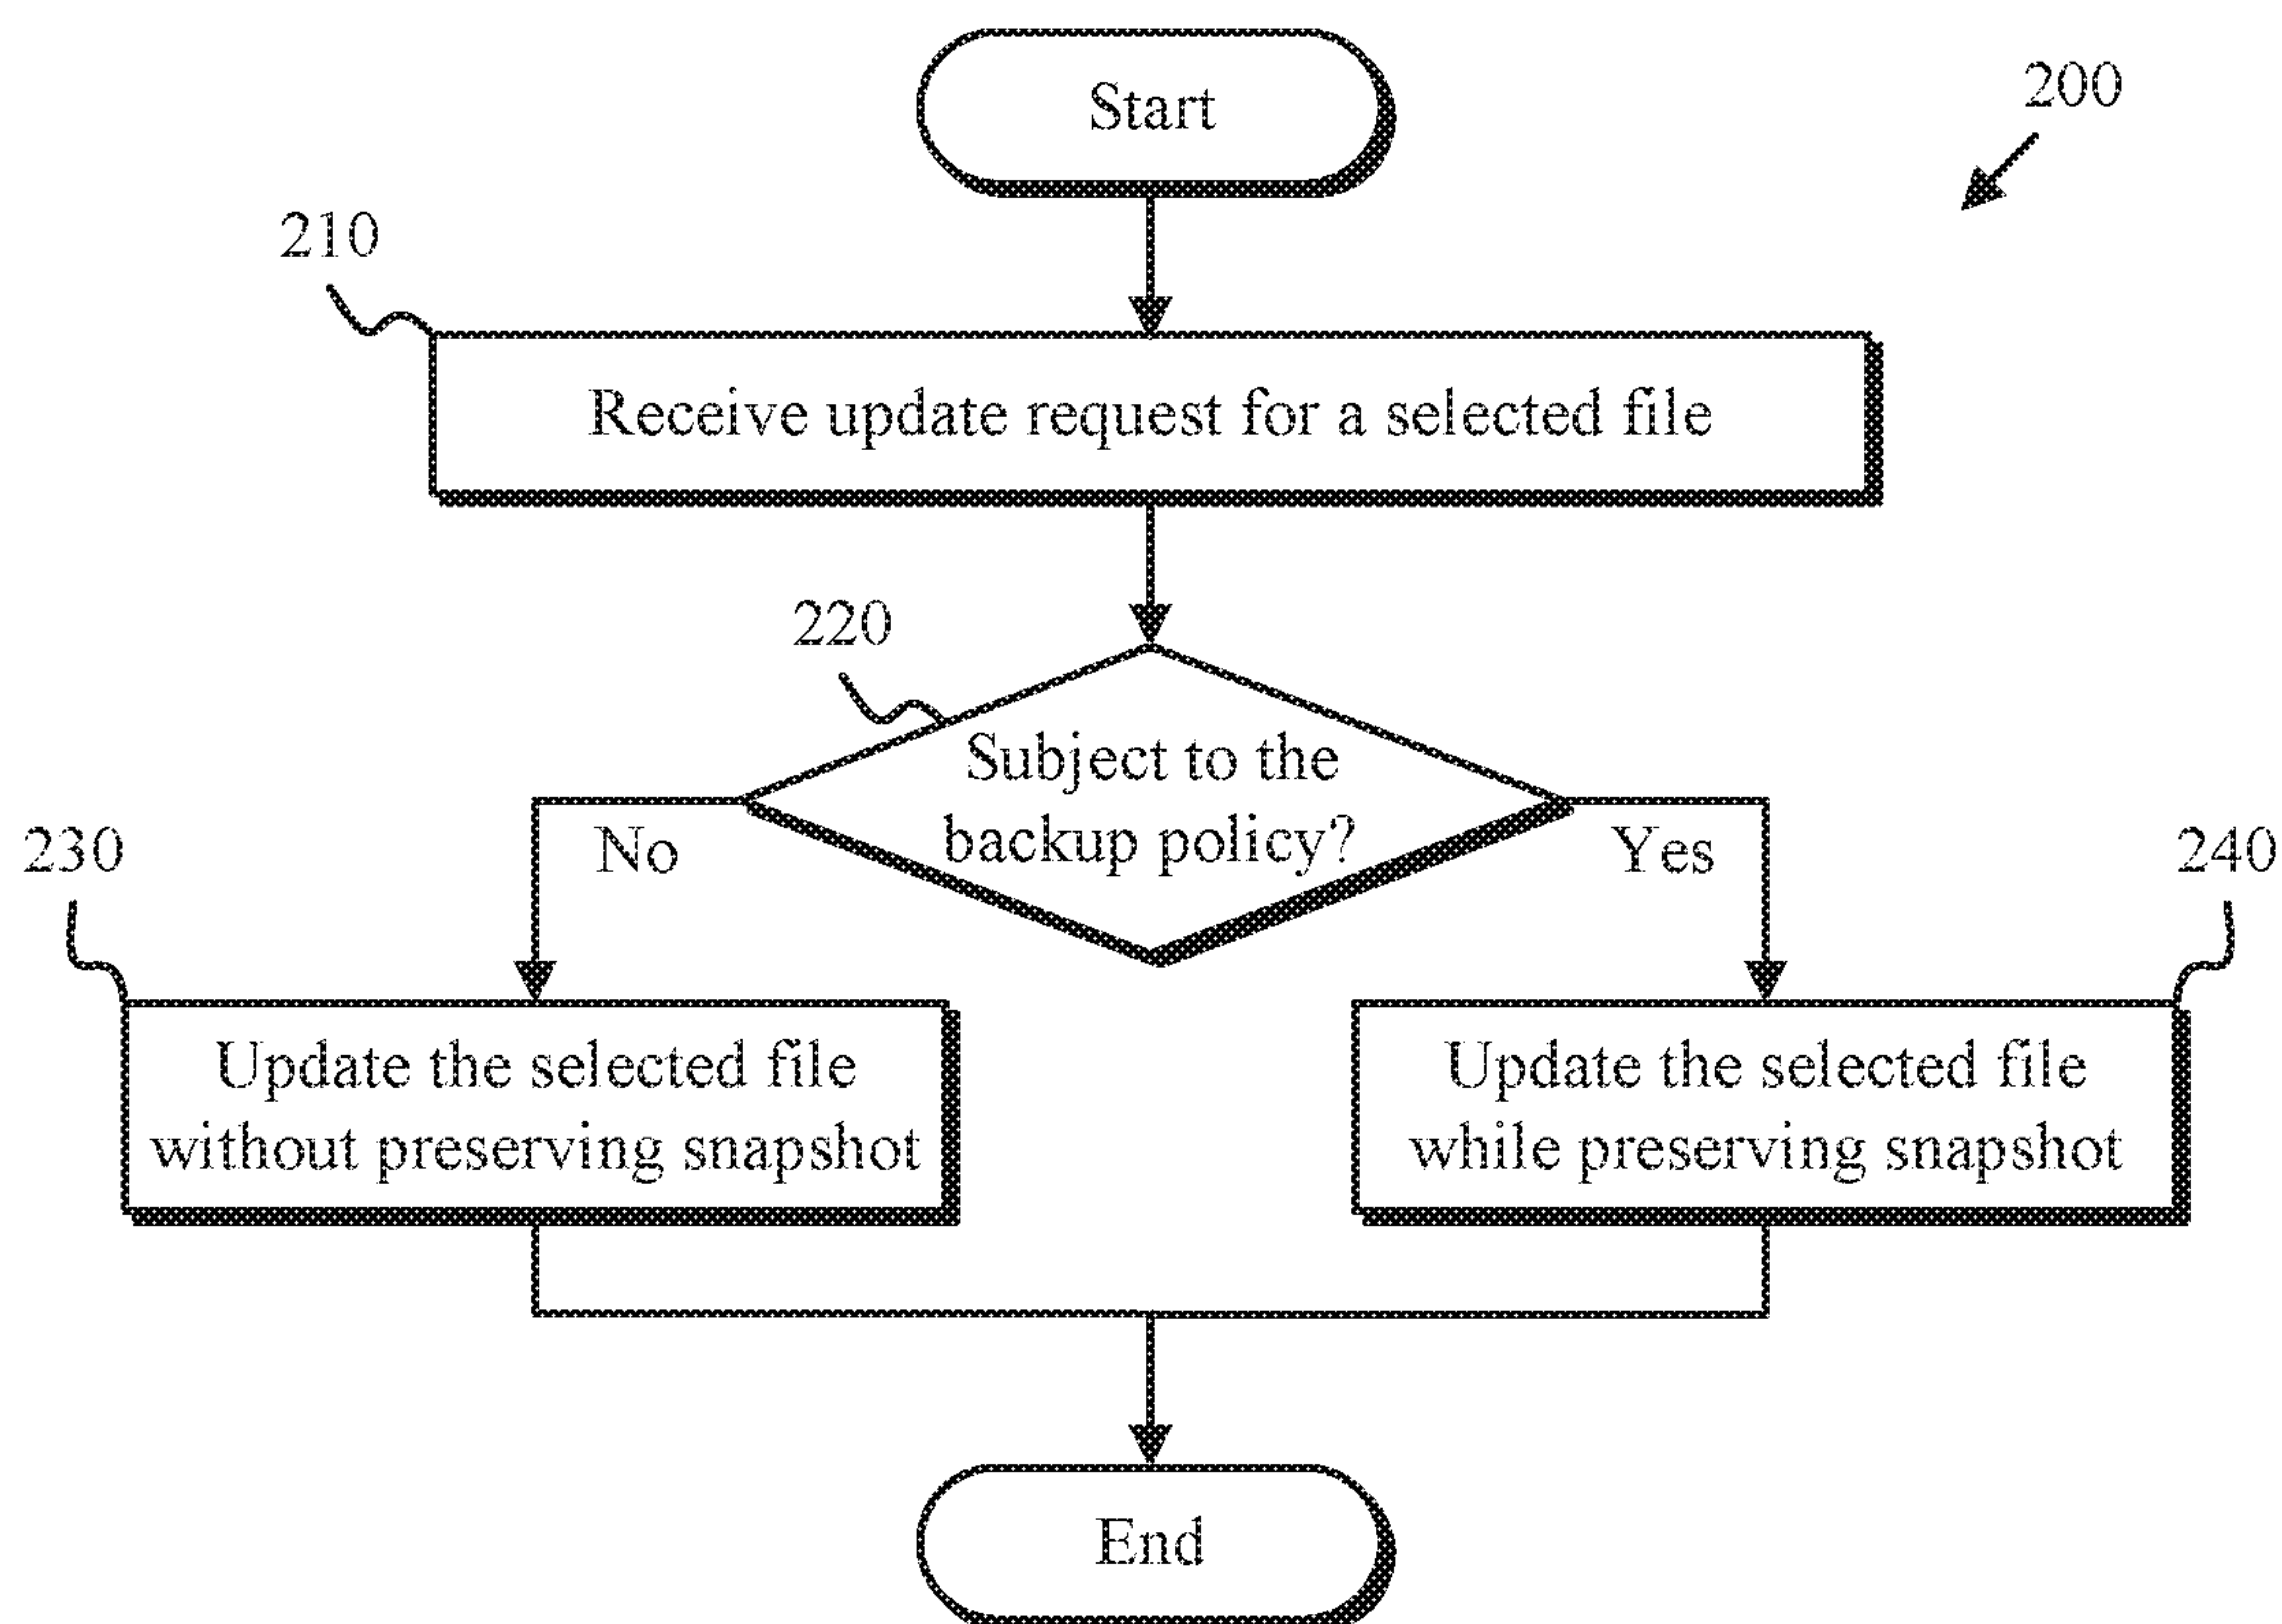 Start
200
210
Receive update request for a selected file
220
Subject to the
backup policy?
No
Yes
230
240
Update the selected file
without preserving snapshot
Update the selected file
while preserving snapshot
End